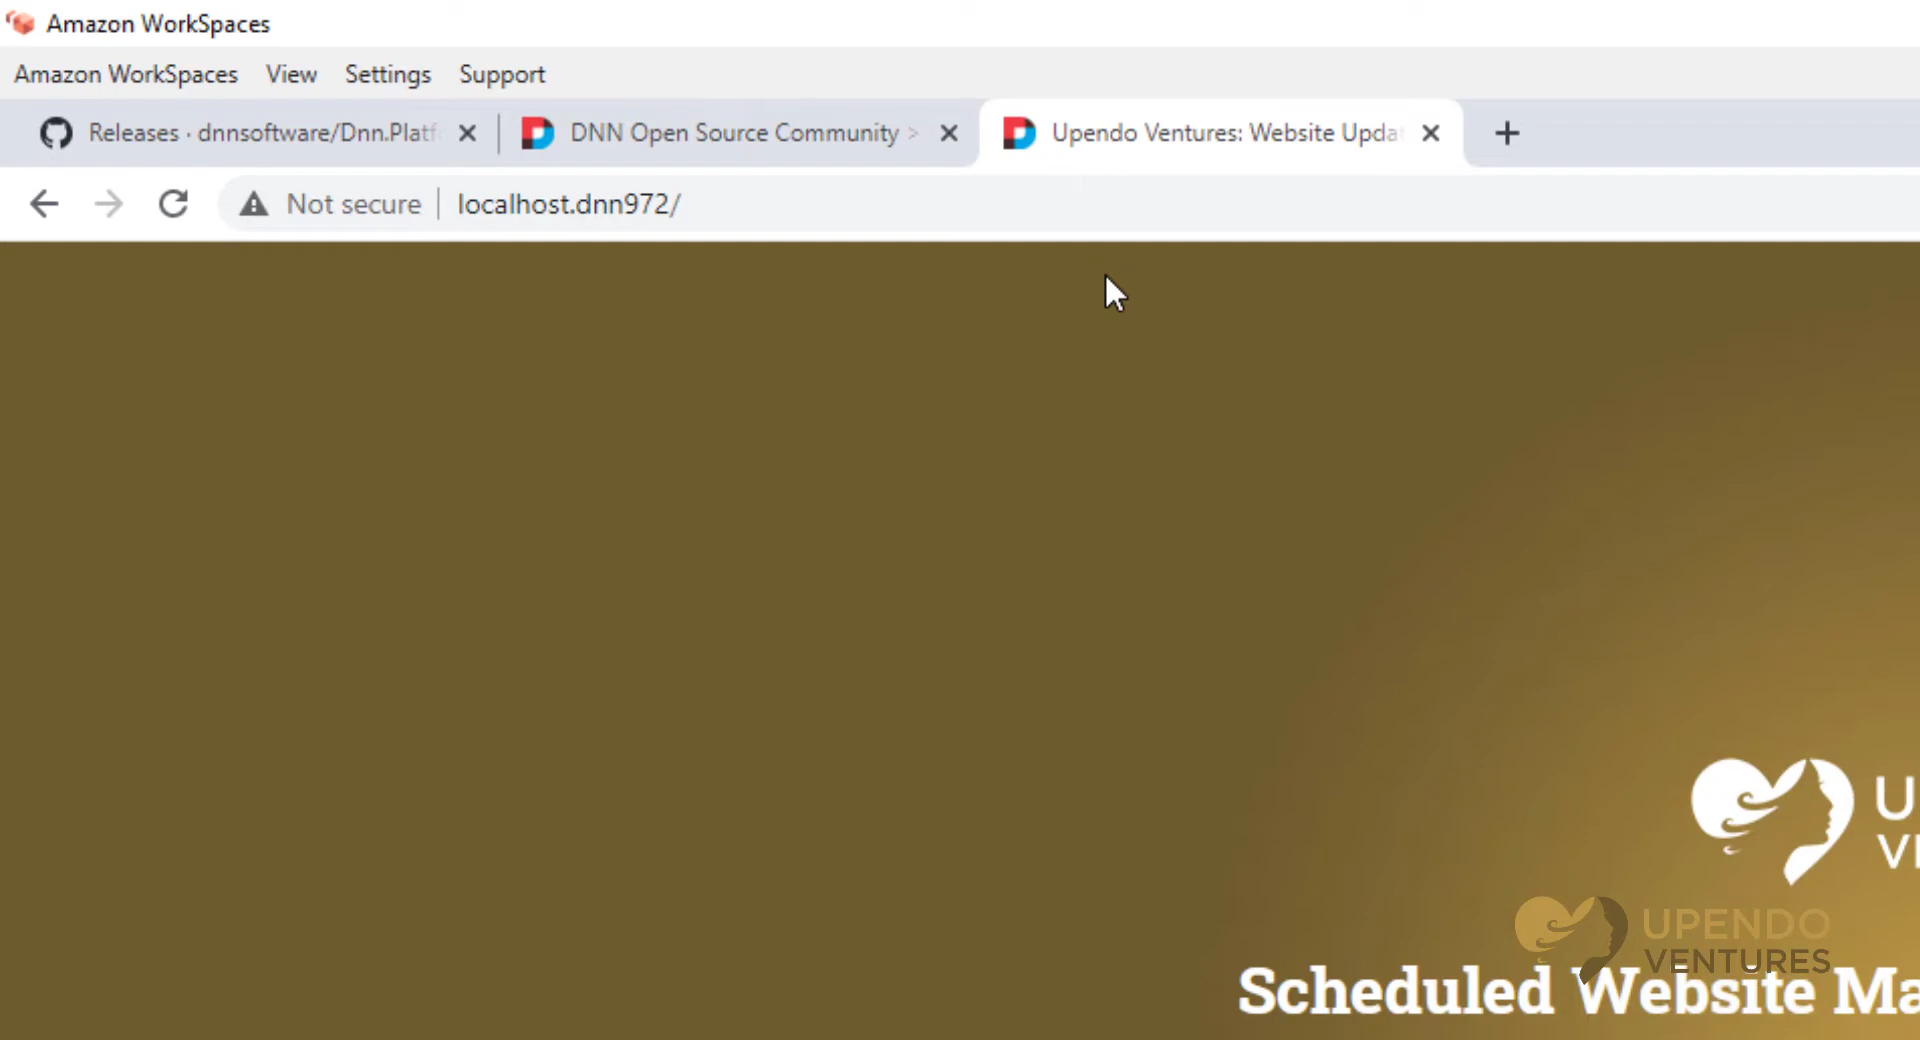 Amazon WorkSpaces
Amazon WorkSpaces View Settings Support
Releases · dnnsoftware/Dnn.Platf DNN Open Source Community > Upendo Ventures: Website Upda
Not secure localhost.dnn972/
UPENDO
VENTURES
Scheduled Website Ma